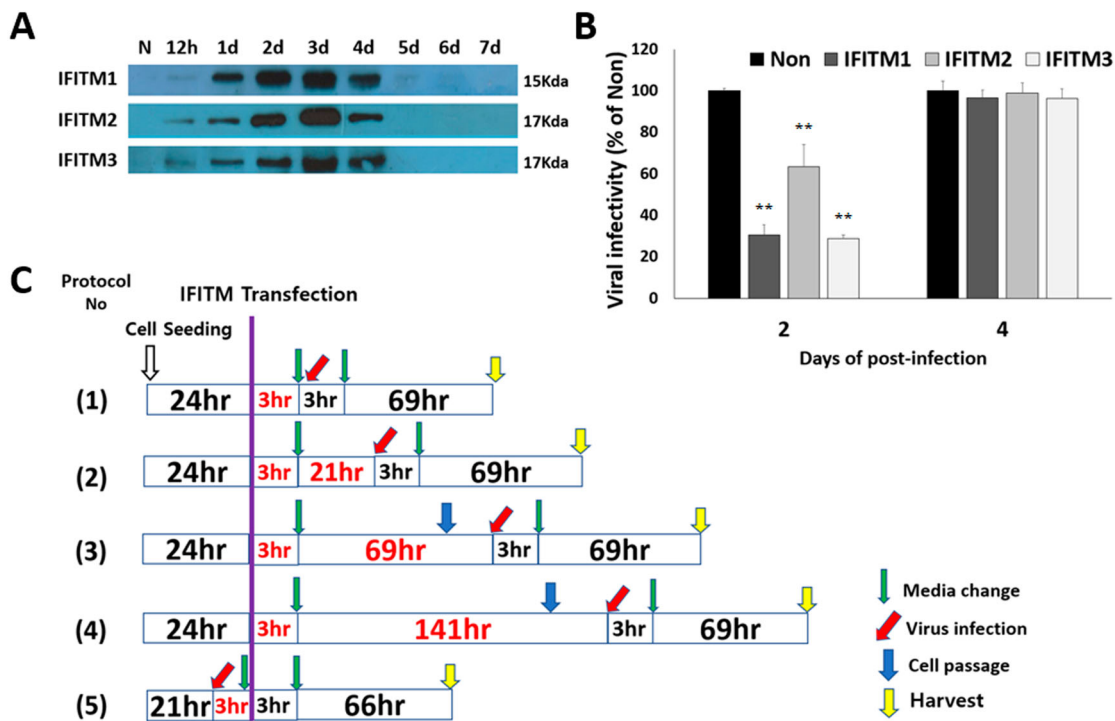 A
N 12h 1d 2d 3d 4d 5d 6d 7d
IFITM1 15Kda
IFITM2 17Kda
IFITM3 17Kda
B
Viral infectivity (% of Non)
120
100
80
60
40
20
0
Non IFITM1 IFITM2 IFITM3
**
**
**
2 4
Days of post-infection
C
Protocol
No
IFITM Transfection
Cell Seeding
(1) 24hr 3hr 3hr 69hr
(2) 24hr 3hr 21hr 3hr 69hr
(3) 24hr 3hr 69hr 3hr 69hr
(4) 24hr 3hr 141hr 3hr 69hr
(5) 21hr 3hr 3hr 66hr
Media change
Virus infection
Cell passage
Harvest